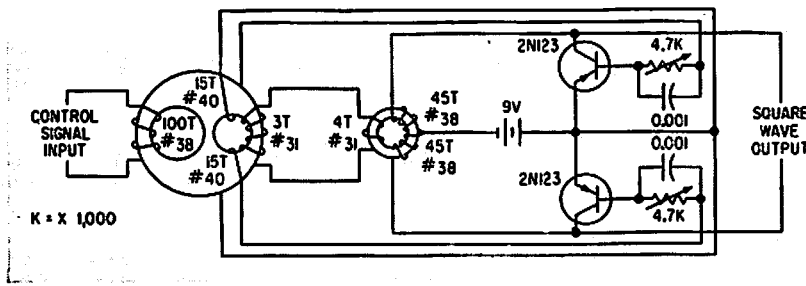 2N123
4.7K
0.001
15T
#40
CONTROL
SIGNAL
INPUT
100T
#38
3T
#31
4T
#31
45T
#38
9V
45T
#38
SQUARE
WAVE
OUTPUT
15T
#40
0.001
2N123
4.7K
K = X 1,000